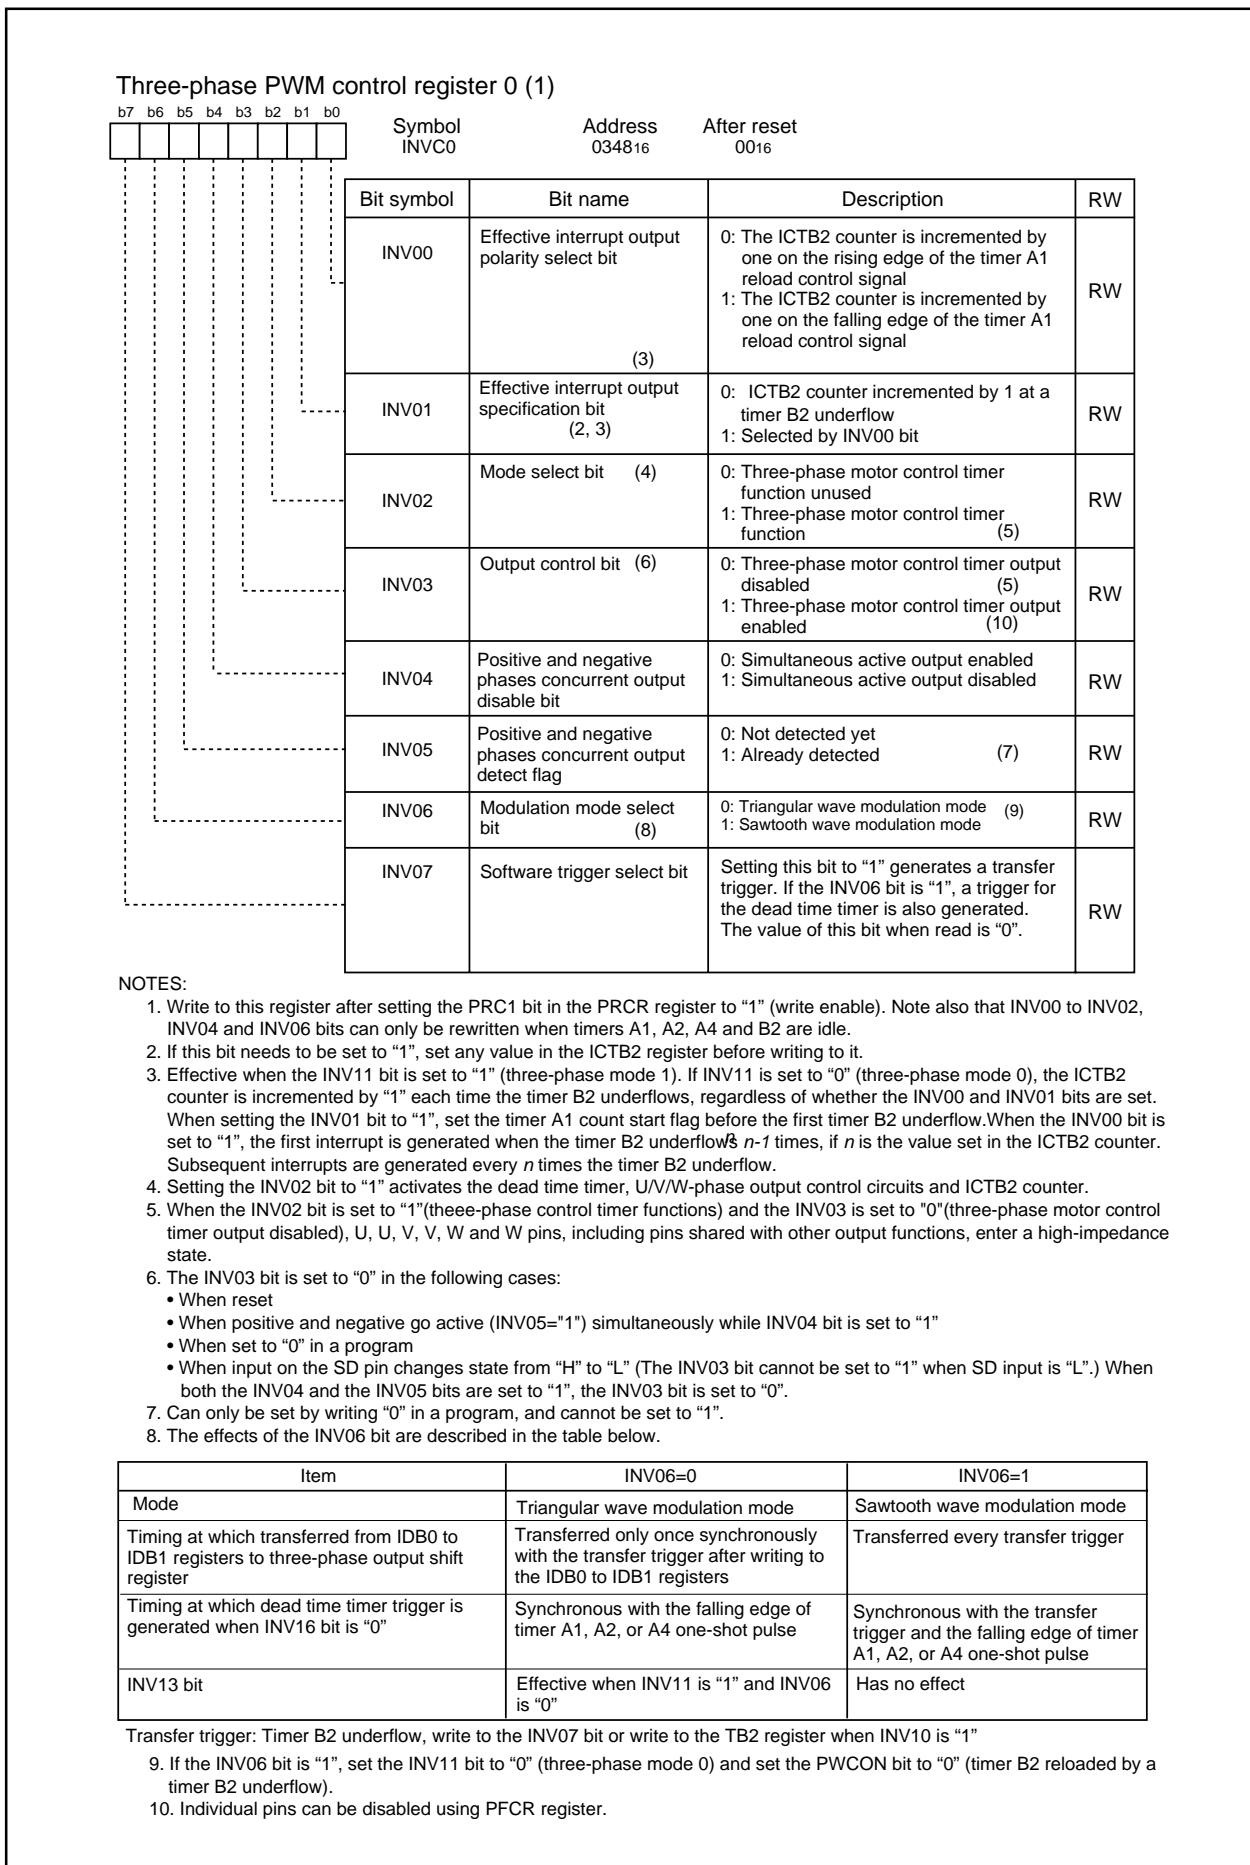 Three-phase PWM control register 0 (1)
b7 b6 b5 b4 b3 b2 b1 b0
Symbol Address After reset
INVC0 034816 0016
Bit symbol Bit name Description RW
INV00 Effective interrupt output polarity select bit (3) 0: The ICTB2 counter is incremented by
one on the rising edge of the timer A1
reload control signal
1: The ICTB2 counter is incremented by
one on the falling edge of the timer A1
reload control signal RW
INV01 Effective interrupt output specification bit (2, 3) 0: ICTB2 counter incremented by 1 at a
timer B2 underflow
1: Selected by INV00 bit RW
INV02 Mode select bit (4) 0: Three-phase motor control timer
function unused
1: Three-phase motor control timer
function (5) RW
INV03 Output control bit (6) 0: Three-phase motor control timer output
disabled (5)
1: Three-phase motor control timer output
enabled (10) RW
INV04 Positive and negative phases concurrent output disable bit 0: Simultaneous active output enabled
1: Simultaneous active output disabled RW
INV05 Positive and negative phases concurrent output detect flag 0: Not detected yet
1: Already detected (7) RW
INV06 Modulation mode select bit (8) 0: Triangular wave modulation mode (9)
1: Sawtooth wave modulation mode RW
INV07 Software trigger select bit Setting this bit to “1” generates a transfer
trigger. If the INV06 bit is “1”, a trigger for
the dead time timer is also generated.
The value of this bit when read is “0”. RW
NOTES:
1. Write to this register after setting the PRC1 bit in the PRCR register to “1” (write enable). Note also that INV00 to INV02,
INV04 and INV06 bits can only be rewritten when timers A1, A2, A4 and B2 are idle.
2. If this bit needs to be set to “1”, set any value in the ICTB2 register before writing to it.
3. Effective when the INV11 bit is set to “1” (three-phase mode 1). If INV11 is set to “0” (three-phase mode 0), the ICTB2
counter is incremented by “1” each time the timer B2 underflows, regardless of whether the INV00 and INV01 bits are set.
When setting the INV01 bit to “1”, set the timer A1 count start flag before the first timer B2 underflow.When the INV00 bit is
set to “1”, the first interrupt is generated when the timer B2 underflows n-1 times, if n is the value set in the ICTB2 counter.
Subsequent interrupts are generated every n times the timer B2 underflow.
4. Setting the INV02 bit to “1” activates the dead time timer, U/V/W-phase output control circuits and ICTB2 counter.
5. When the INV02 bit is set to “1”(theee-phase control timer functions) and the INV03 is set to "0"(three-phase motor control
timer output disabled), U, U, V, V, W and W pins, including pins shared with other output functions, enter a high-impedance
state.
6. The INV03 bit is set to “0” in the following cases:
• When reset
• When positive and negative go active (INV05="1") simultaneously while INV04 bit is set to “1”
• When set to “0” in a program
• When input on the SD pin changes state from “H” to “L” (The INV03 bit cannot be set to “1” when SD input is “L”.) When
both the INV04 and the INV05 bits are set to “1”, the INV03 bit is set to “0”.
7. Can only be set by writing “0” in a program, and cannot be set to “1”.
8. The effects of the INV06 bit are described in the table below.
Item INV06=0 INV06=1
Mode Triangular wave modulation mode Sawtooth wave modulation mode
Timing at which transferred from IDB0 to IDB1 registers to three-phase output shift register Transferred only once synchronously with the transfer trigger after writing to the IDB0 to IDB1 registers Transferred every transfer trigger
Timing at which dead time timer trigger is generated when INV16 bit is “0” Synchronous with the falling edge of timer A1, A2, or A4 one-shot pulse Synchronous with the transfer trigger and the falling edge of timer A1, A2, or A4 one-shot pulse
INV13 bit Effective when INV11 is “1” and INV06 is “0” Has no effect
Transfer trigger: Timer B2 underflow, write to the INV07 bit or write to the TB2 register when INV10 is “1”
9. If the INV06 bit is “1”, set the INV11 bit to “0” (three-phase mode 0) and set the PWCON bit to “0” (timer B2 reloaded by a
timer B2 underflow).
10. Individual pins can be disabled using PFCR register.